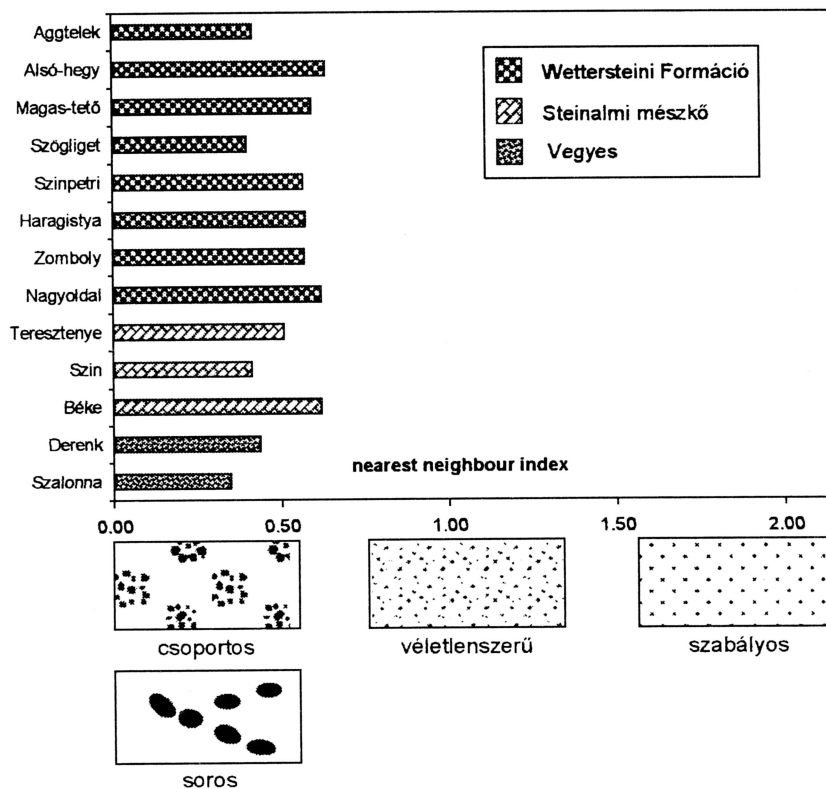 Aggtelek
Alsó-hegy
Magas-tető
Szögliget
Szinpetri
Haragistya
Zomboly
Nagyoldal
Teresztenye
Szin
Béke
Derenk
Szalonna
Wettersteini Formáció
Steinalmi mészkő
Vegyes
nearest neighbour index
0.00 0.50 1.00 1.50 2.00
csoportos véletlenszerű szabályos
soros